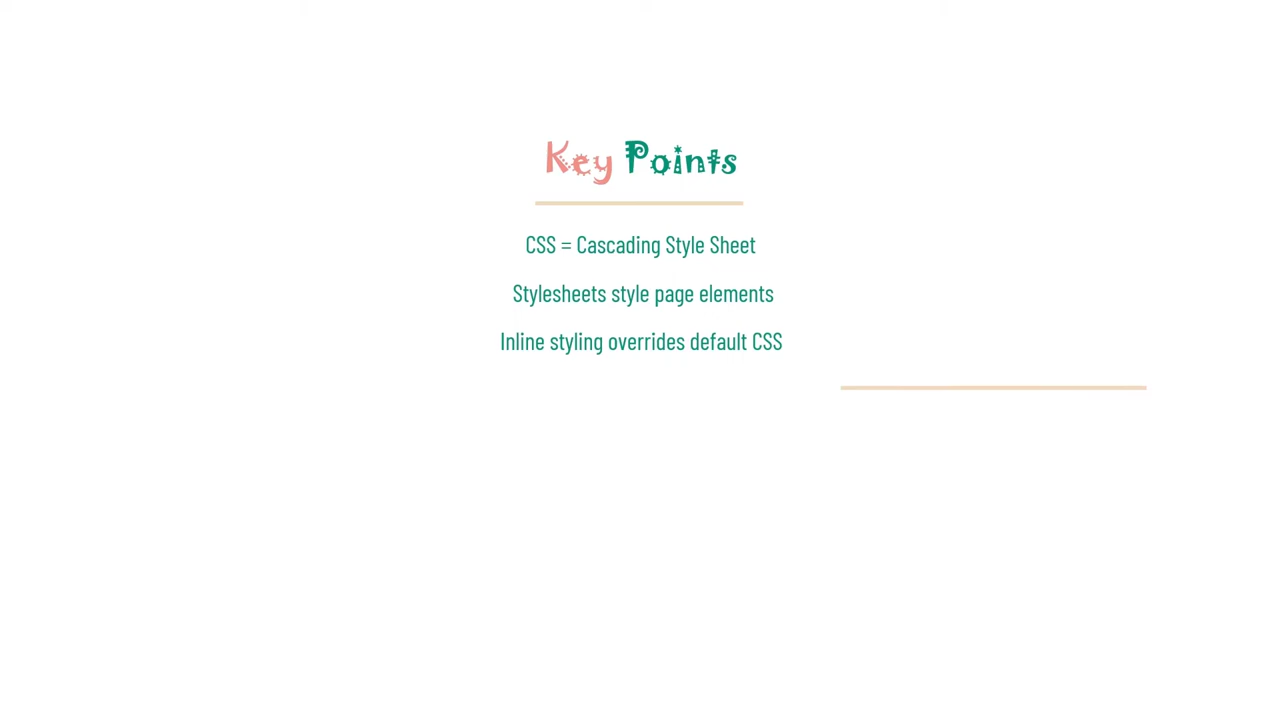 Key Points
CSS = Cascading Style Sheet
Stylesheets style page elements
Inline styling overrides default CSS